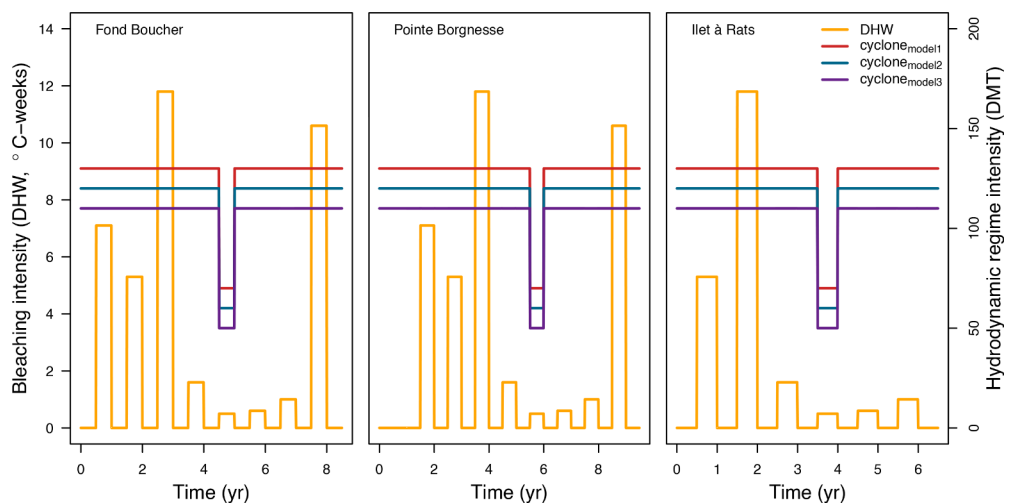 Fond Boucher
Pointe Borgnesse
Ilet à Rats
DHW
cyclonemodel1
cyclonemodel2
cyclonemodel3
Bleaching intensity (DHW, ° C−weeks)
14
12
10
8
6
4
2
0
200
150
100
50
0
Hydrodynamic regime intensity (DMT)
0 2 4 6 8
0 2 4 6 8
0 1 2 3 4 5 6
Time (yr)
Time (yr)
Time (yr)